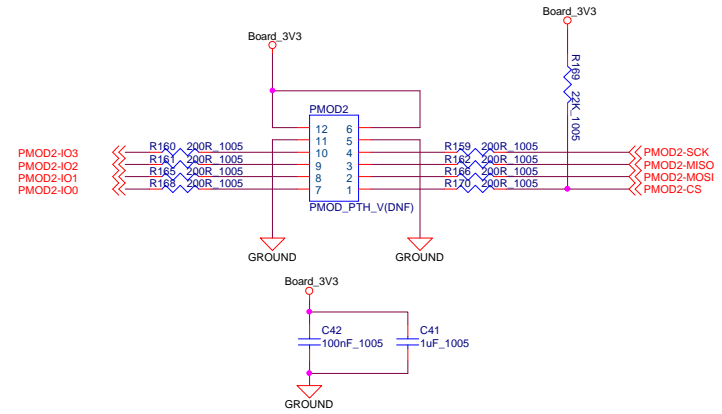 Board_3V3
Board_3V3
R169
22K_1005
PMOD2
12 6
11 5
10 4
9 3
8 2
7 1
PMOD2-IO3 R160 200R_1005 R159 200R_1005 PMOD2-SCK
PMOD2-IO2 R161 200R_1005 R162 200R_1005 PMOD2-MISO
PMOD2-IO1 R165 200R_1005 R166 200R_1005 PMOD2-MOSI
PMOD2-IO0 R168 200R_1005 R170 200R_1005 PMOD2-CS
PMOD_PTH_V(DNF)
GROUND GROUND
Board_3V3
C42 C41
100nF_1005 1uF_1005
GROUND